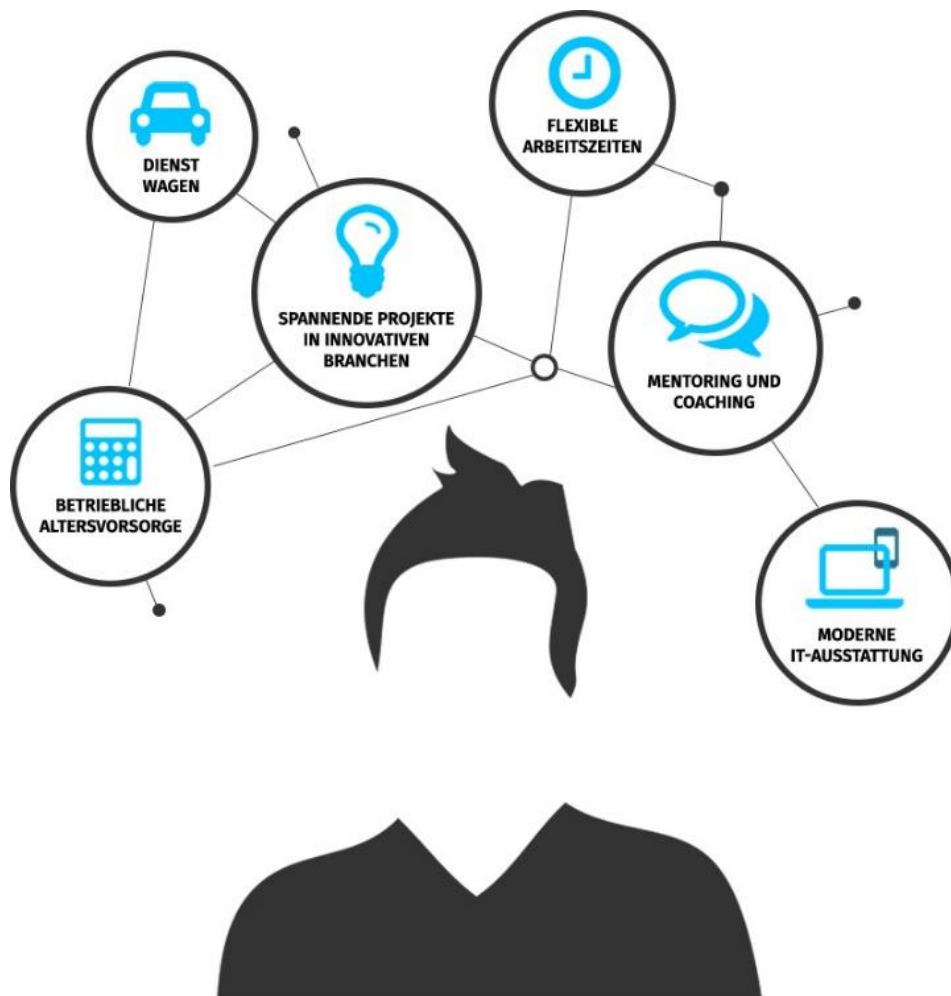 DIENST
WAGEN
FLEXIBLE
ARBEITSZEITEN
SPANNENDE PROJEKTE
IN INNOVATIVEN
BRANCHEN
MENTORING UND
COACHING
BETRIEBLICHE
ALTERSVORSORGE
MODERNE
IT-AUSSTATTUNG